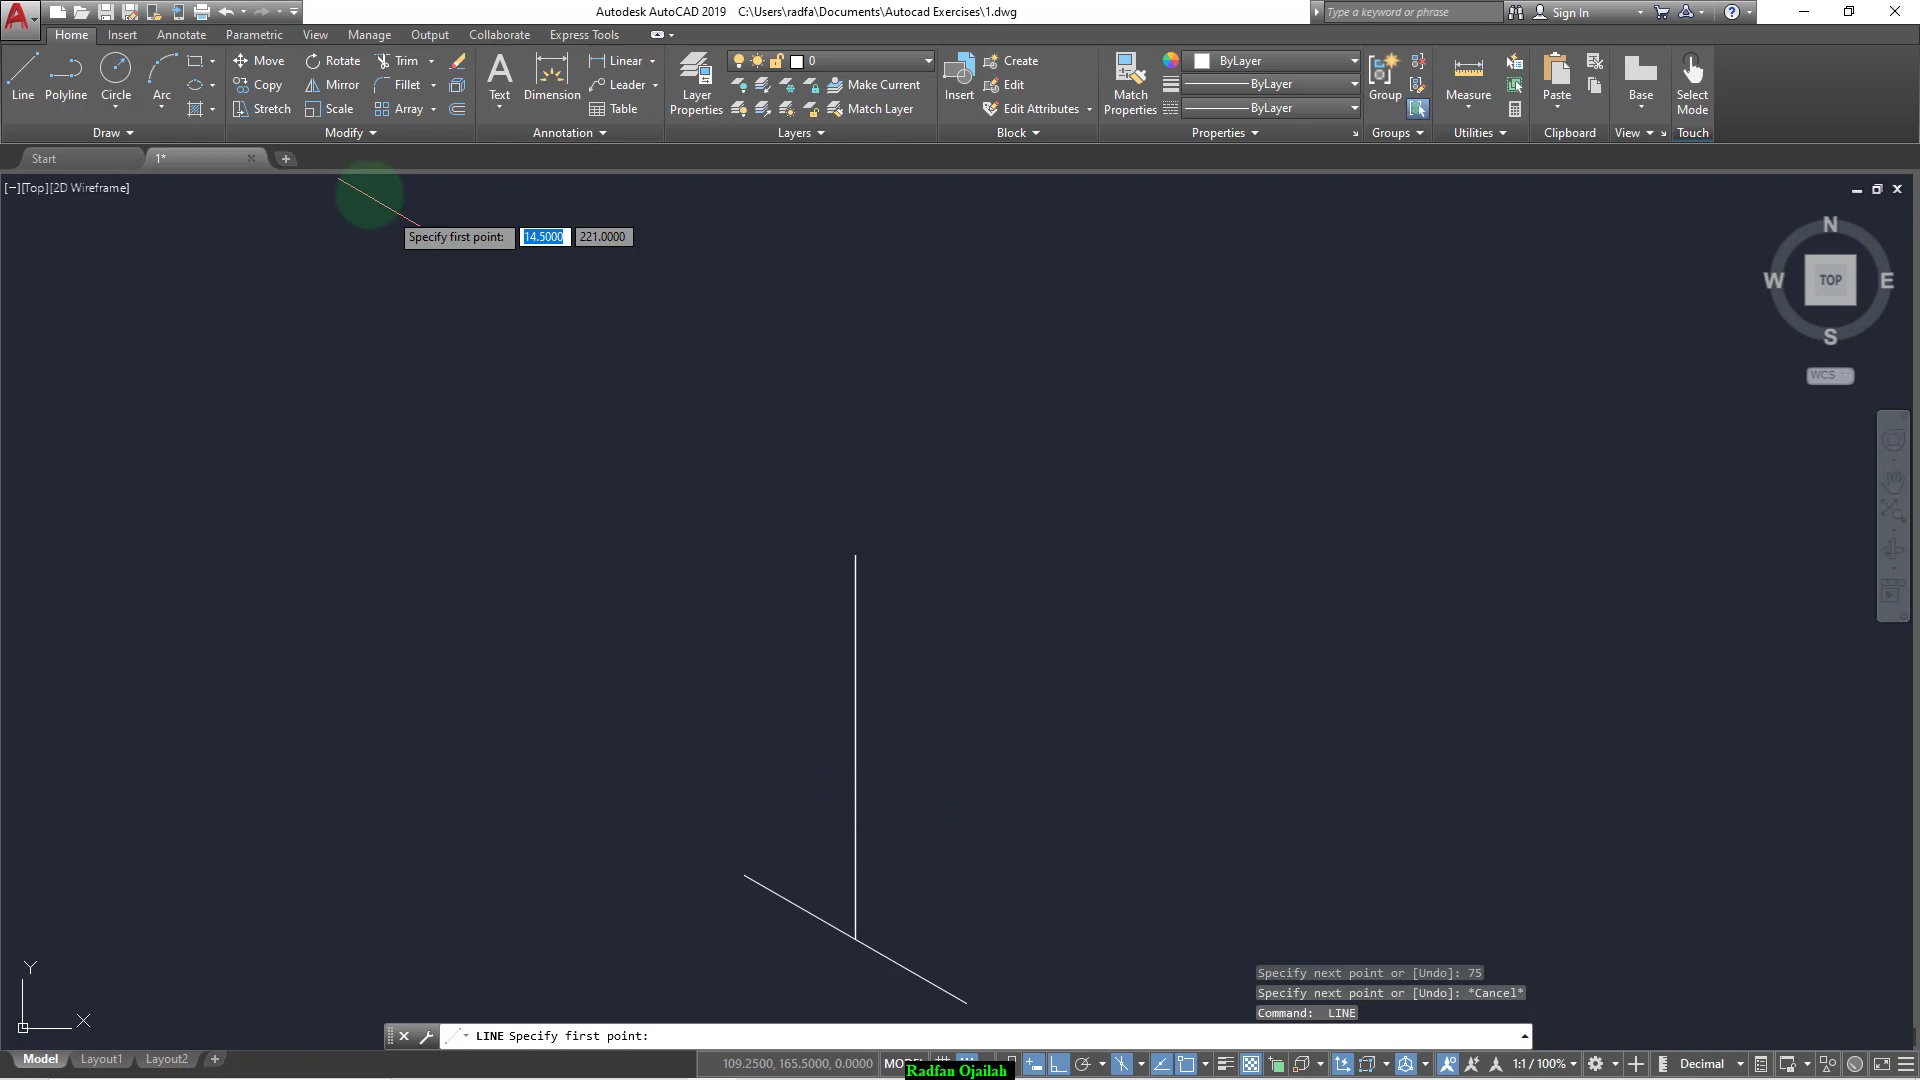 Autodesk AutoCAD 2019 C:\Users\radfa\Documents\Autocad Exercises\1.dwg
Type a keyword or phrase
Sign In
Home Insert Annotate Parametric View Manage Output Collaborate Express Tools
Line Polyline Circle Arc
Move Rotate Trim
Copy Mirror Fillet
Stretch Scale Array
Text Dimension
Linear
Leader
Table
Layer Properties
0
Make Current
Match Layer
Insert
Create
Edit
Edit Attributes
Match Properties
ByLayer
ByLayer
ByLayer
Group
Measure
Paste
Base
Select Mode
Draw Modify Annotation Layers Block Properties Groups Utilities Clipboard View Touch
Start 1*
[−][Top][2D Wireframe]
Specify first point: 14.5000 221.0000
N
W TOP E
S
WCS
Y
X
Specify next point or [Undo]: 75
Specify next point or [Undo]: *Cancel*
Command: LINE
LINE Specify first point:
Model Layout1 Layout2
109.2500, 165.5000, 0.0000
Radfan Ojailah
1:1 / 100%
Decimal